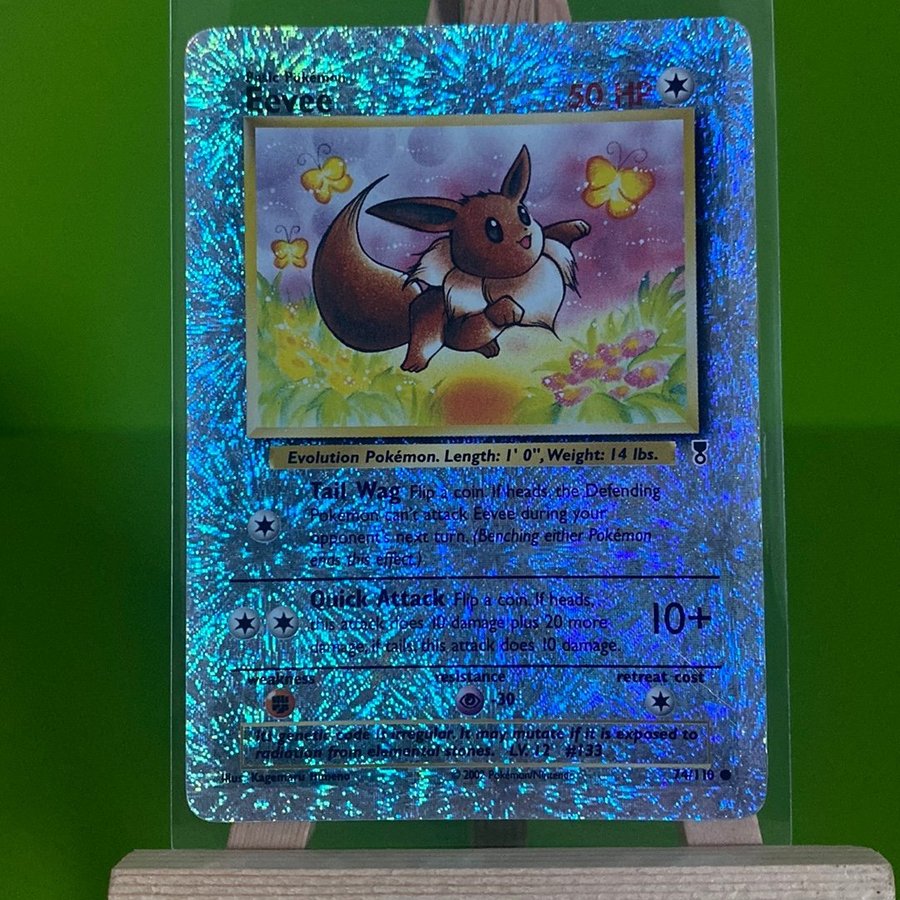 Basic Pokémon
Eevee 50 HP
Evolution Pokémon. Length: 1' 0", Weight: 14 lbs.
Tail Wag Flip a coin. If heads, the Defending
Pokémon can't attack Eevee during your
opponent's next turn. (Benching either Pokémon
ends this effect.)
Quick Attack Flip a coin. If heads,
this attack does 10 damage plus 20 more
damage; if tails, this attack does 10 damage.
10+
weakness resistance retreat cost
-30
Its genetic code is irregular. It may mutate if it is exposed to
radiation from elemental stones. LV. 12 #133
Illus. Kagemaru Himeno © 2002 Pokémon/Nintendo 74/110